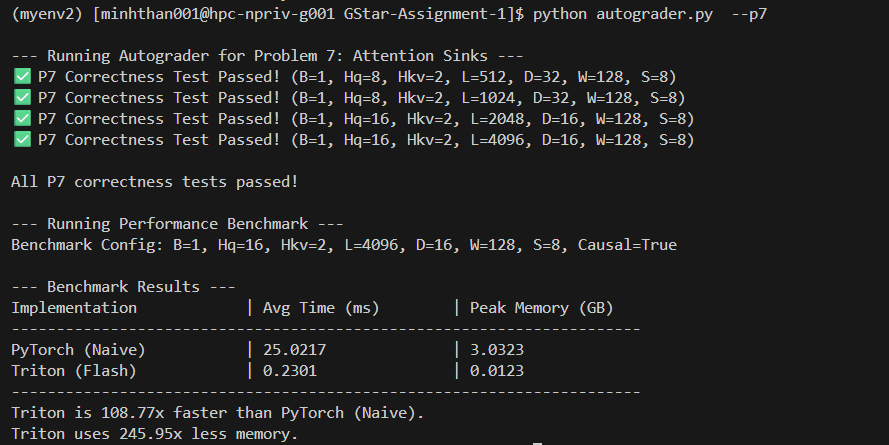 (myenv2) [minhthan001@hpc-npriv-g001 GStar-Assignment-1]$ python autograder.py  --p7
--- Running Autograder for Problem 7: Attention Sinks ---
✅ P7 Correctness Test Passed! (B=1, Hq=8, Hkv=2, L=512, D=32, W=128, S=8)
✅ P7 Correctness Test Passed! (B=1, Hq=8, Hkv=2, L=1024, D=32, W=128, S=8)
✅ P7 Correctness Test Passed! (B=1, Hq=16, Hkv=2, L=2048, D=16, W=128, S=8)
✅ P7 Correctness Test Passed! (B=1, Hq=16, Hkv=2, L=4096, D=16, W=128, S=8)
All P7 correctness tests passed!
--- Running Performance Benchmark ---
Benchmark Config: B=1, Hq=16, Hkv=2, L=4096, D=16, W=128, S=8, Causal=True
--- Benchmark Results ---
Implementation            | Avg Time (ms)        | Peak Memory (GB)
----------------------------------------------------------------------
PyTorch (Naive)           | 25.0217              | 3.0323
Triton (Flash)            | 0.2301               | 0.0123
----------------------------------------------------------------------
Triton is 108.77x faster than PyTorch (Naive).
Triton uses 245.95x less memory.